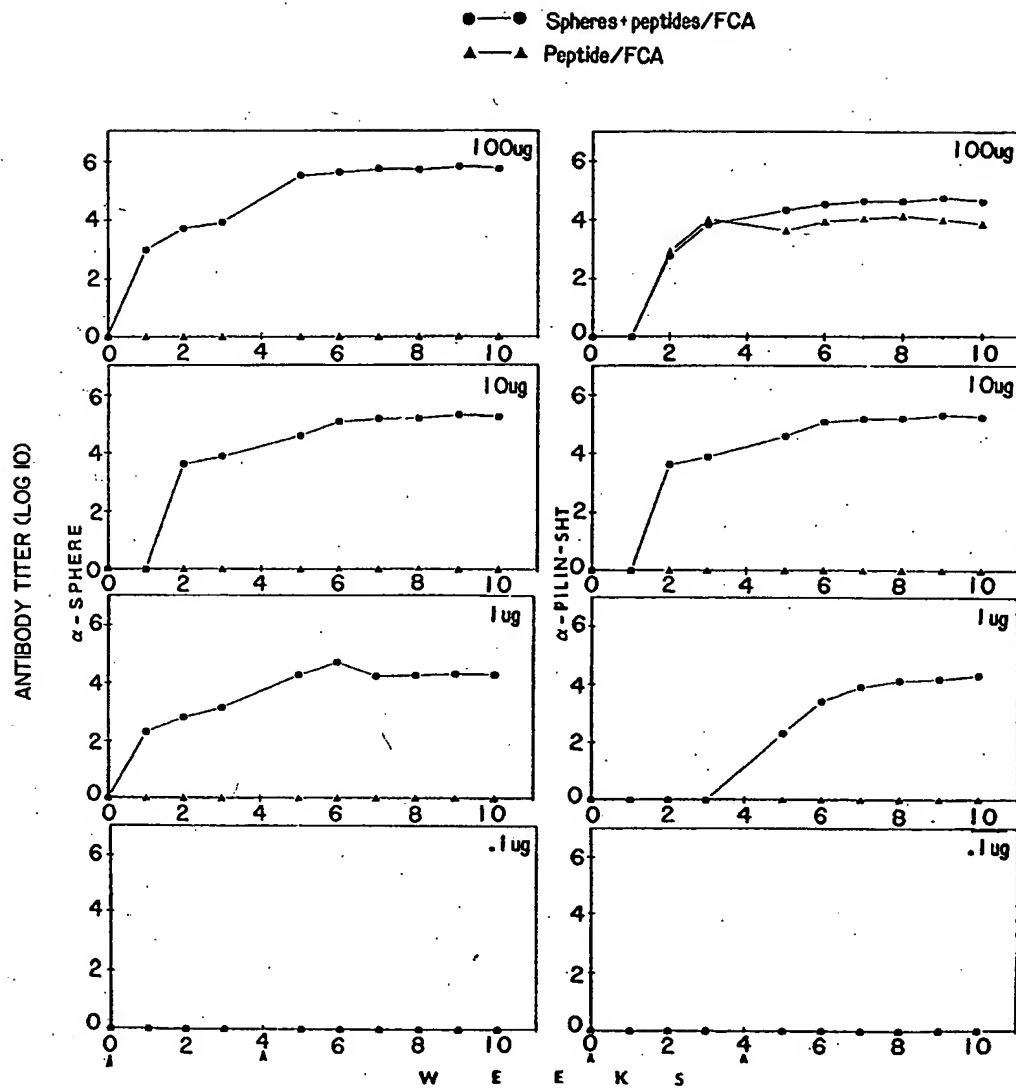 Spheres+peptides/FCA
Peptide/FCA
100ug
100ug
6
4
2
0
0 2 4 6 8 10
6
4
2
0
0 2 4 6 8 10
10ug
10ug
6
4
2
0
0 2 4 6 8 10
6
4
2
0
0 2 4 6 8 10
ANTIBODY TITER (LOG 10)
α-SPHERE
α-PILIN-SHT
1ug
1ug
6
4
2
0
0 2 4 6 8 10
6
4
2
0
0 2 4 6 8 10
.1ug
.1ug
6
4
2
0
0 2 4 6 8 10
6
4
2
0
0 2 4 6 8 10
W E E K S